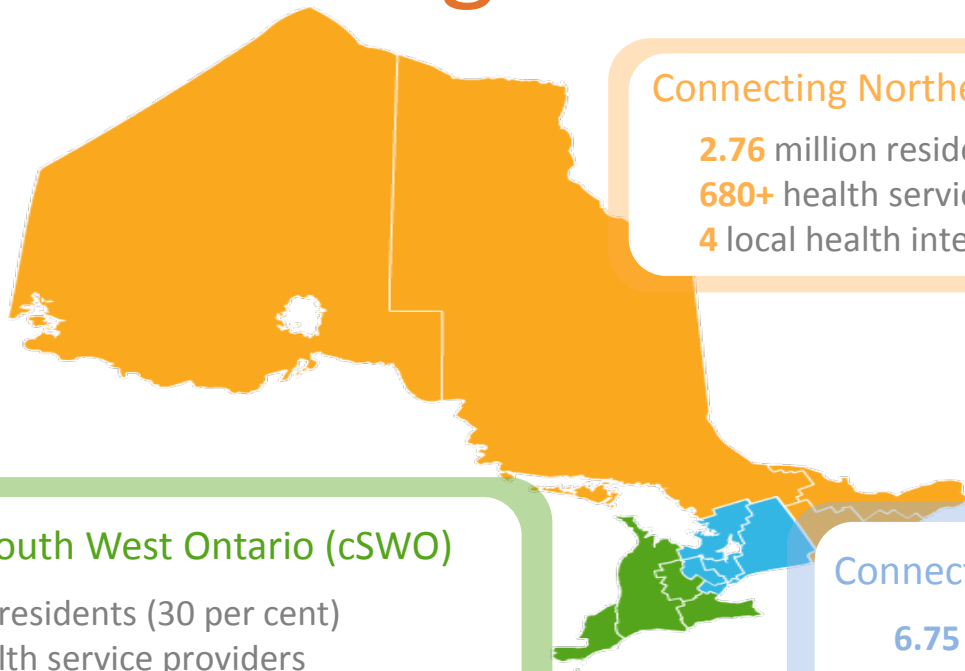 Connecting Northe
2.76 million reside
680+ health servic
4 local health inte
outh West Ontario (cSWO)
residents (30 per cent)
lth service providers
Connect
6.75